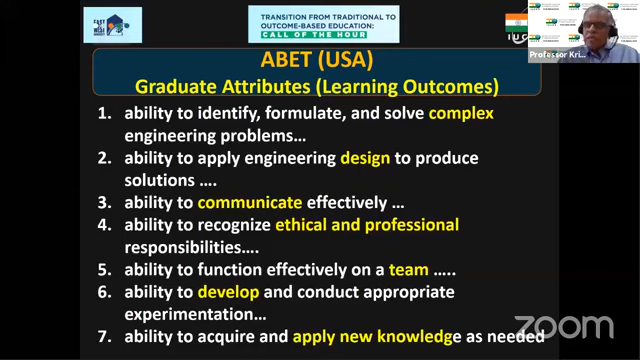 TRANSITION FROM TRADITIONAL TO
OUTCOME-BASED EDUCATION:
CALL OF THE HOUR
ABET (USA)
Graduate Attributes (Learning Outcomes)
1. ability to identify, formulate, and solve complex
engineering problems…
2. ability to apply engineering design to produce
solutions ….
3. ability to communicate effectively …
4. ability to recognize ethical and professional
responsibilities….
5. ability to function effectively on a team …..
6. ability to develop and conduct appropriate
experimentation…
7. ability to acquire and apply new knowledge as needed
Professor Kri...
zoom